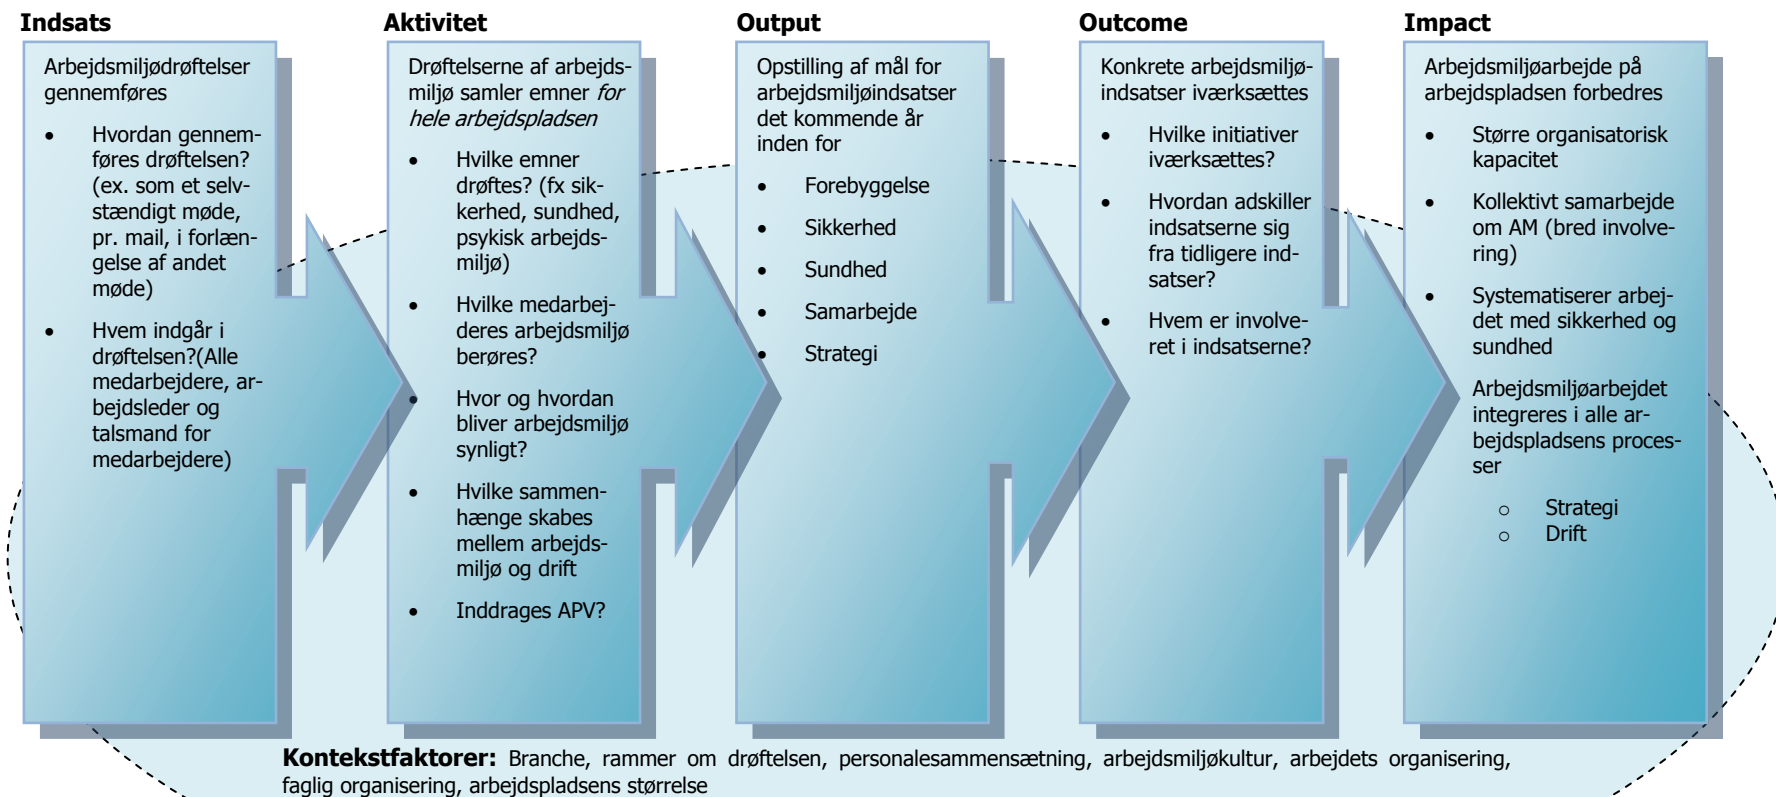 Indsats
Arbejdsmiljødrøftelser
gennemføres
• Hvordan gennem-
føres drøftelsen?
(ex. som et selv-
stændigt møde,
pr. mail, i forlæn-
gelse af andet
møde)
• Hvem indgår i
drøftelsen?(Alle
medarbejdere, ar-
bejdsleder og
talsmand for
medarbejdere)
Aktivitet
Drøftelserne af arbejds-
miljø samler emner for
hele arbejdspladsen
• Hvilke emner
drøftes? (fx sik-
kerhed, sundhed,
psykisk arbejds-
miljø)
• Hvilke medarbej-
deres arbejdsmiljø
berøres?
• Hvor og hvordan
bliver arbejdsmiljø
synligt?
• Hvilke sammen-
hænge skabes
mellem arbejds-
miljø og drift
• Inddrages APV?
Output
Opstilling af mål for
arbejdsmiljøindsatser
det kommende år
inden for
• Forebyggelse
• Sikkerhed
• Sundhed
• Samarbejde
• Strategi
Outcome
Konkrete arbejdsmiljø-
indsatser iværksættes
• Hvilke initiativer
iværksættes?
• Hvordan adskiller
indsatserne sig
fra tidligere ind-
satser?
• Hvem er involve-
ret i indsatserne?
Impact
Arbejdsmiljøarbejde på
arbejdspladsen forbedres
• Større organisatorisk
kapacitet
• Kollektivt samarbejde
om AM (bred involve-
ring)
• Systematiserer arbej-
det med sikkerhed og
sundhed
Arbejdsmiljøarbejdet
integreres i alle ar-
bejdspladsens proces-
ser
○ Strategi
○ Drift
Kontekstfaktorer: Branche, rammer om drøftelsen, personalesammensætning, arbejdsmiljøkultur, arbejdets organisering,
faglig organisering, arbejdspladsens størrelse